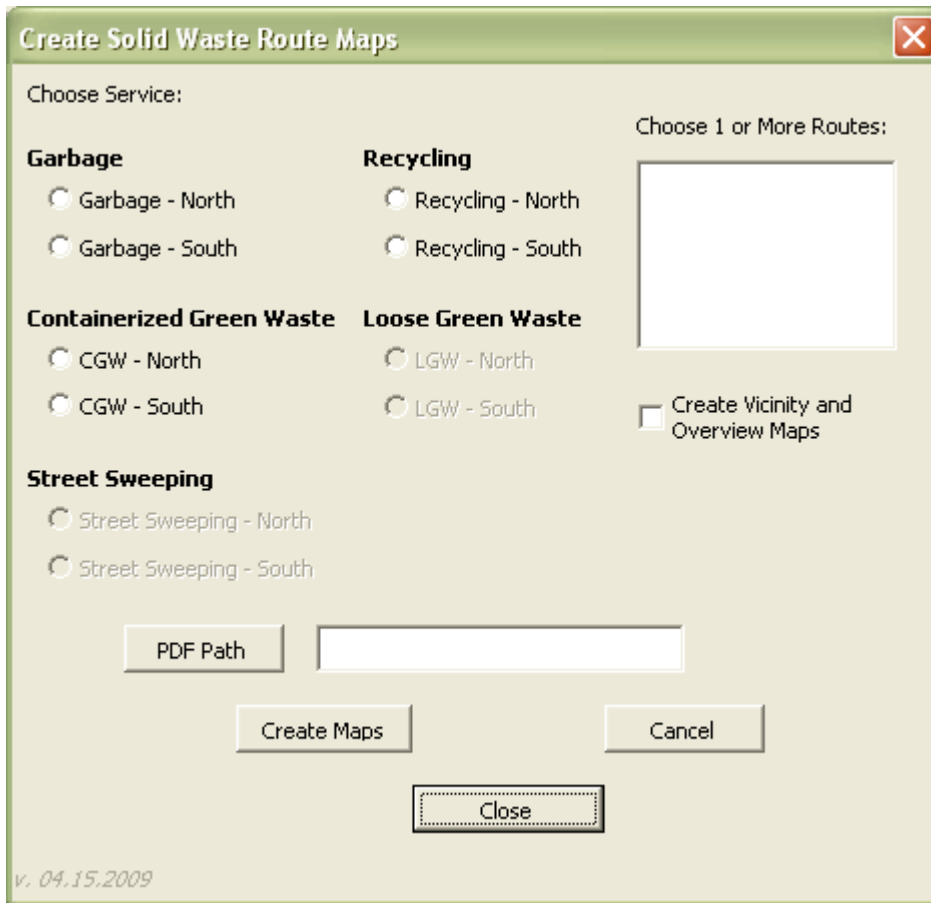 Create Solid Waste Route Maps
Choose Service:
Choose 1 or More Routes:
Garbage
Garbage - North
Garbage - South
Recycling
Recycling - North
Recycling - South
Containerized Green Waste
CGW - North
CGW - South
Loose Green Waste
LGW - North
LGW - South
Create Vicinity and
Overview Maps
Street Sweeping
Street Sweeping - North
Street Sweeping - South
PDF Path
Create Maps
Cancel
Close
v. 04.15.2009